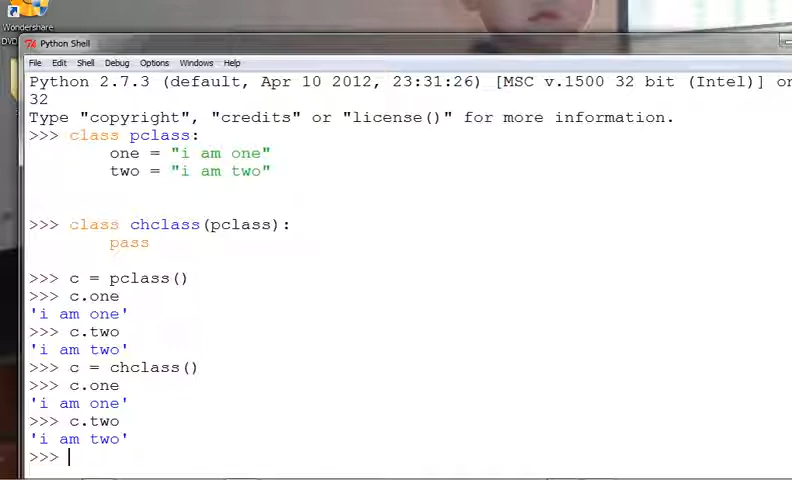 Wondershare
DVD
Python Shell
File Edit Shell Debug Options Windows Help
Python 2.7.3 (default, Apr 10 2012, 23:31:26) [MSC v.1500 32 bit (Intel)] on
32
Type "copyright", "credits" or "license()" for more information.
>>> class pclass:
        one = "i am one"
        two = "i am two"
>>> class chclass(pclass):
        pass
>>> c = pclass()
>>> c.one
'i am one'
>>> c.two
'i am two'
>>> c = chclass()
>>> c.one
'i am one'
>>> c.two
'i am two'
>>>